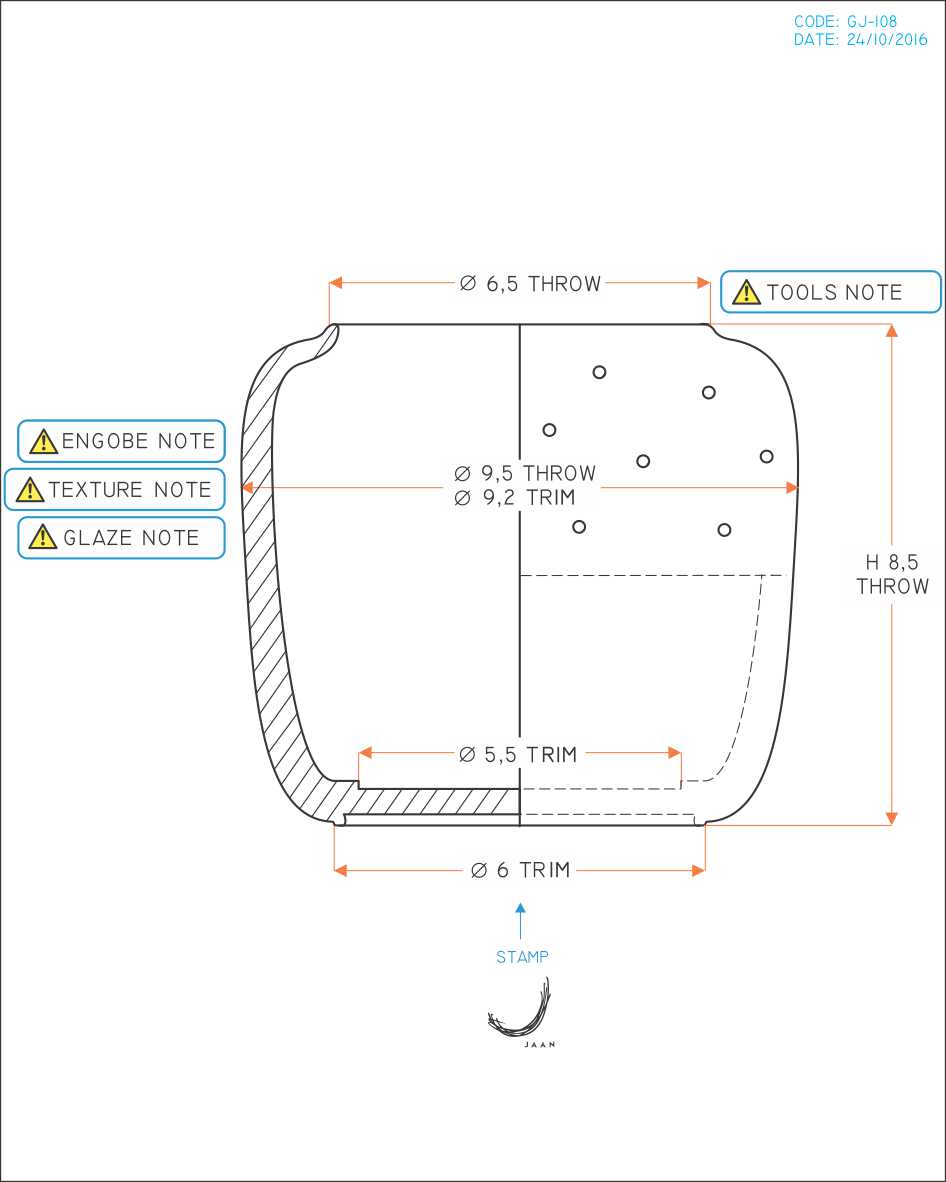 CODE: GJ-108
DATE: 24/10/2016
Ø 6,5 THROW
TOOLS NOTE
ENGOBE NOTE
TEXTURE NOTE
GLAZE NOTE
Ø 9,5 THROW
Ø 9,2 TRIM
H 8,5
THROW
Ø 5,5 TRIM
Ø 6 TRIM
STAMP
JAAN